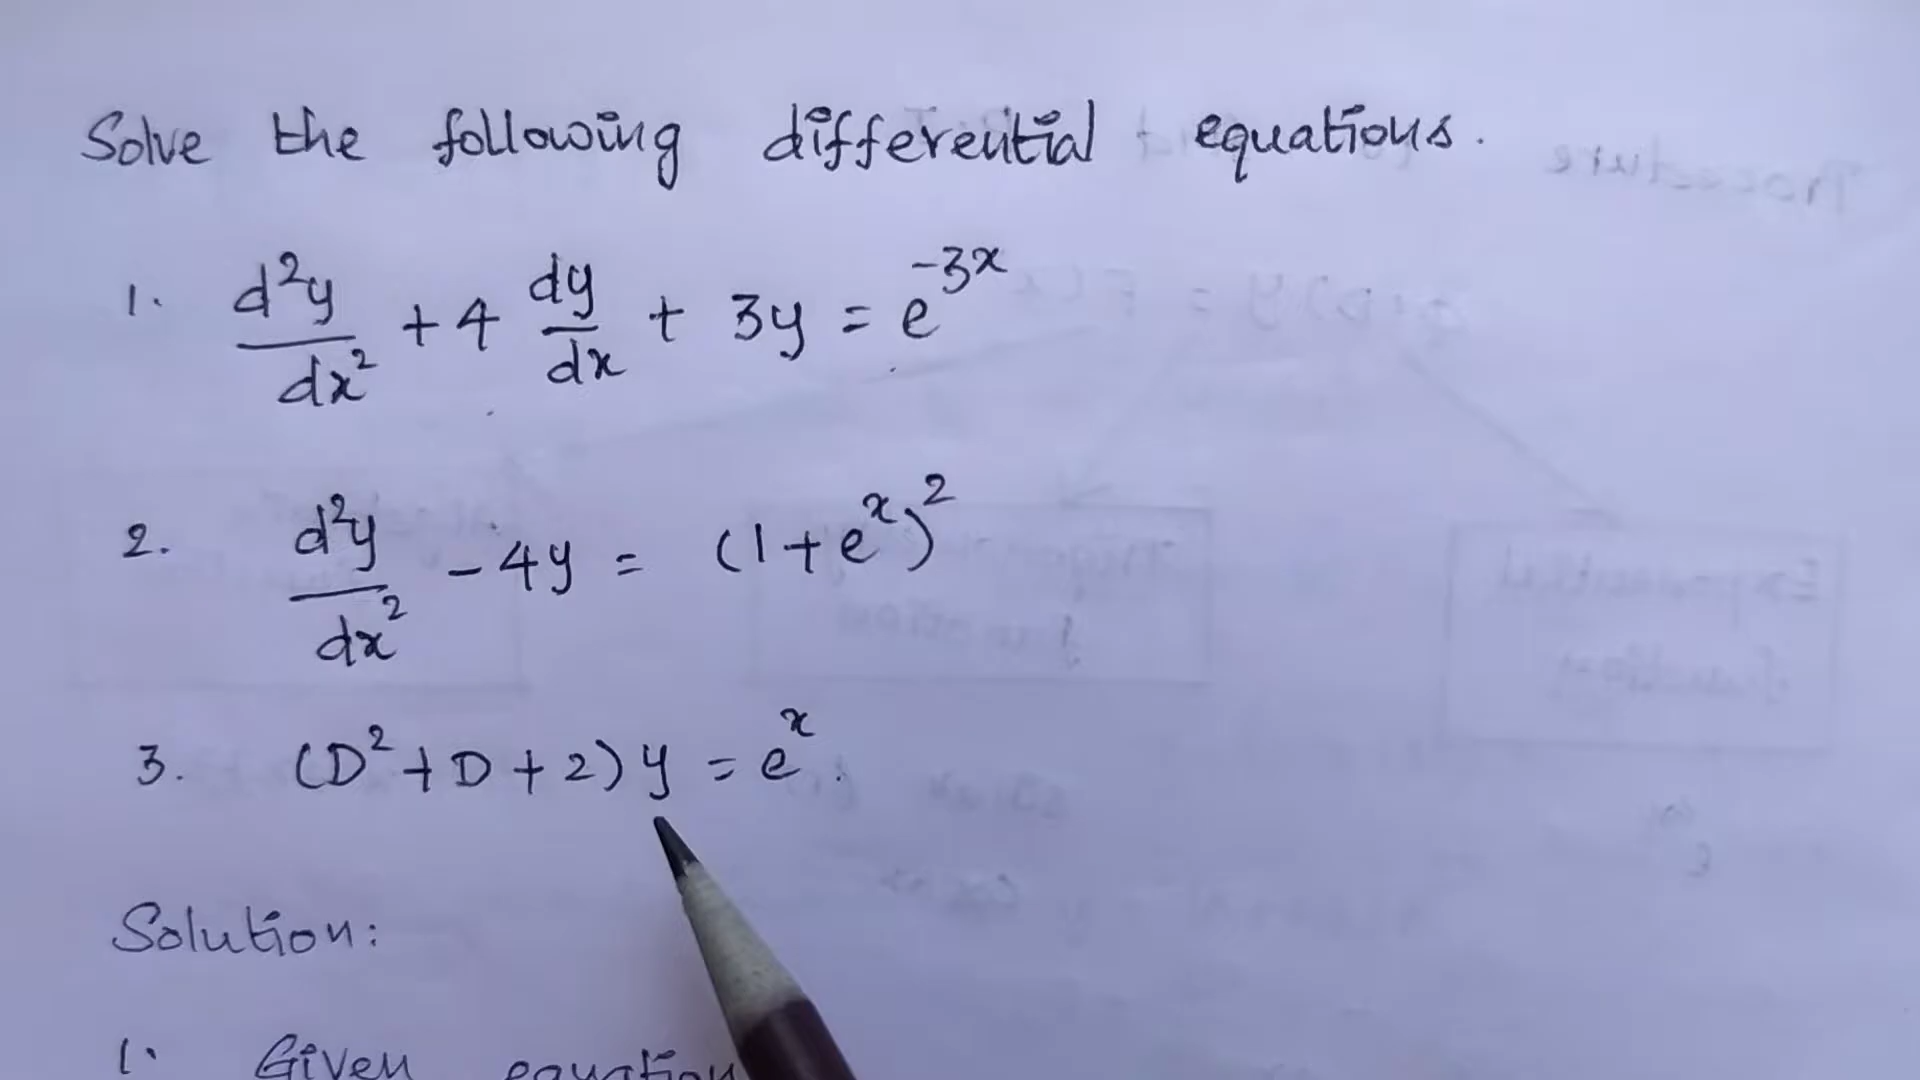 Solve the following differential equations.
1. d²y/dx² + 4 dy/dx + 3y = e^{-3x}
2. d²y/dx² - 4y = (1+e^x)²
3. (D²+D+2)y = e^x.
Solution:
1. Given equation